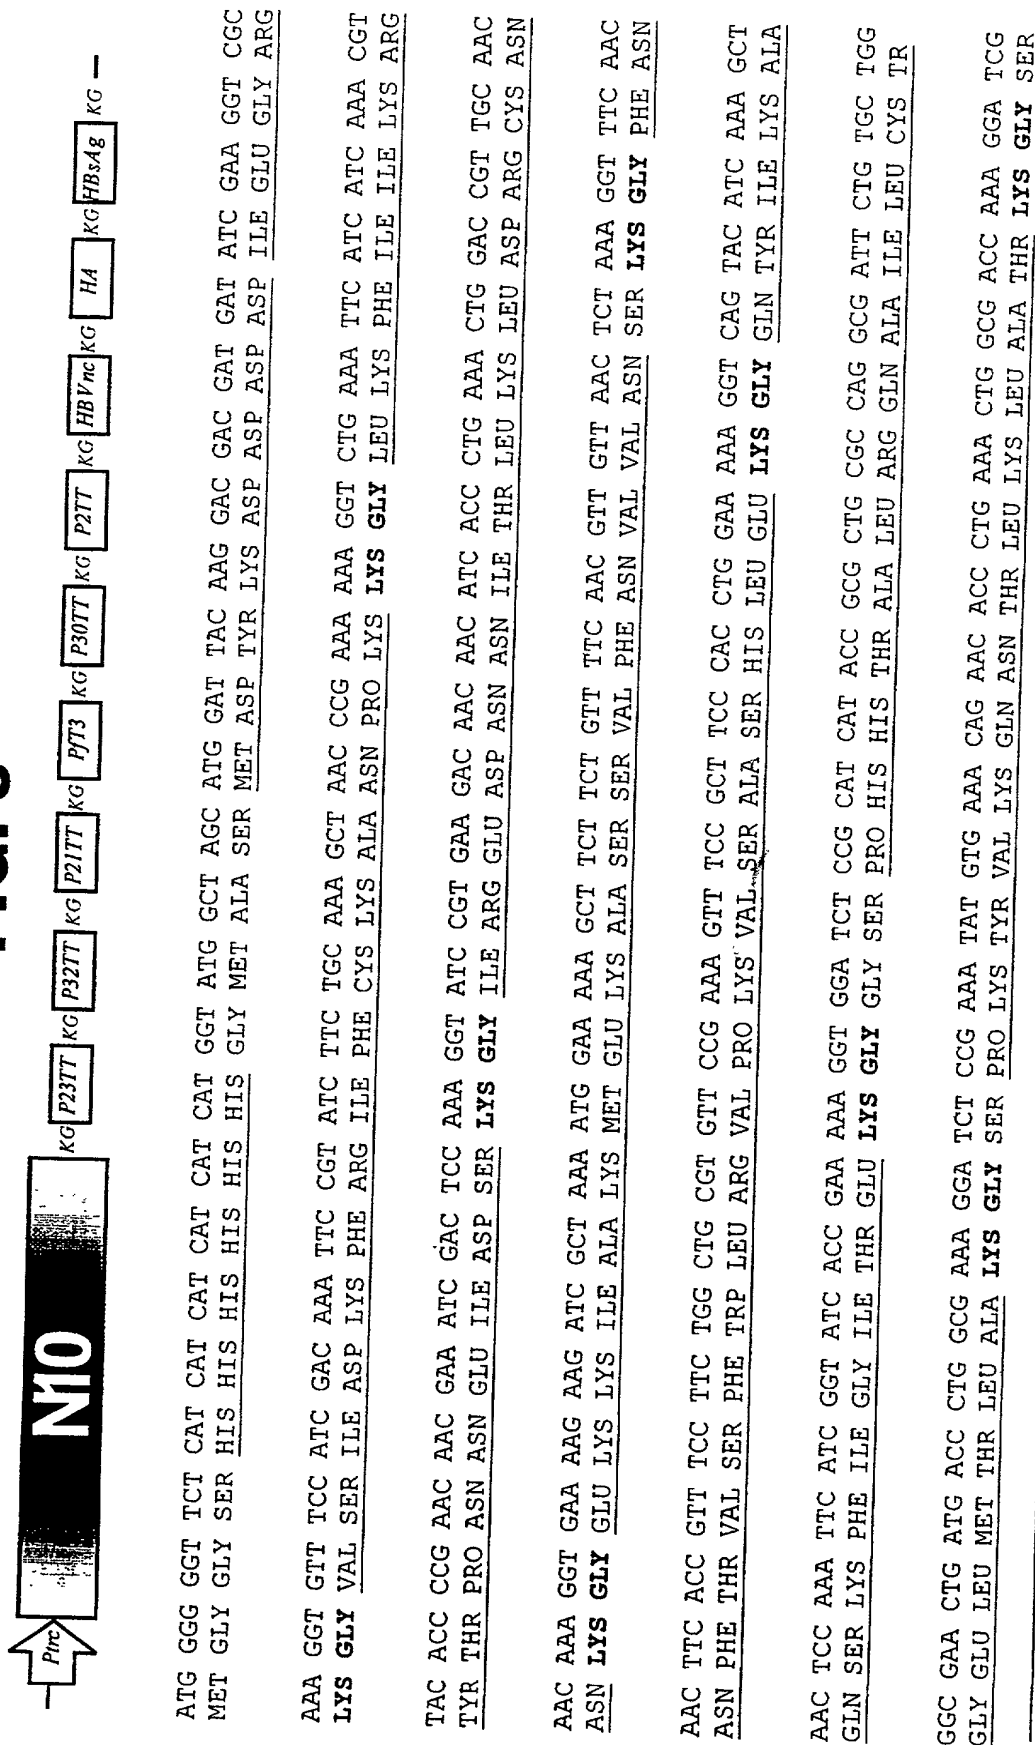 Ptrc N10 KG P23TT KG P32TT KG P21TT KG PfT3 KG P30TT KG P2TT KG HBVnc KG HA KG HBsAg KG
ATG GGG GGT TCT CAT CAT CAT CAT CAT CAT GGT ATG GCT AGC ATG GAT TAC AAG GAC GAC GAT GAT ATC GAA GGT CGC
MET GLY GLY SER HIS HIS HIS HIS HIS HIS GLY MET ALA SER MET ASP TYR LYS ASP ASP ASP ASP ILE GLU GLY ARG
AAA GGT GTT TCC ATC GAC AAA TTC CGT ATC TTC TGC AAA GCT AAC CCG AAA AAA GGT CTG AAA TTC ATC ATC AAA CGT
LYS GLY VAL SER ILE ASP LYS PHE ARG ILE PHE CYS LYS ALA ASN PRO LYS LYS GLY LEU LYS PHE ILE ILE LYS ARG
TAC ACC CCG AAC AAC GAA ATC GAC TCC AAA GGT ATC CGT GAA GAC AAC AAC ATC ACC CTG AAA CTG GAC CGT TGC AAC
TYR THR PRO ASN ASN GLU ILE ASP SER LYS GLY ILE ARG GLU ASP ASN ASN ILE THR LEU LYS LEU ASP ARG CYS ASN
AAC AAA GGT GAA AAG AAG ATC GCT AAA ATG GAA AAA GCT TCT TCT GTT TTC AAC GTT GTT AAC TCT AAA GGT TTC AAC
ASN LYS GLY GLU LYS LYS ILE ALA LYS MET GLU LYS ALA SER SER VAL PHE ASN VAL VAL ASN SER LYS GLY PHE ASN
AAC TTC ACC GTT TCC TTC TGG CTG CGT GTT CCG AAA GTT TCC GCT TCC CAC CTG GAA AAA GGT CAG TAC ATC AAA GCT
ASN PHE THR VAL SER PHE TRP LEU ARG VAL PRO LYS VAL SER ALA SER HIS LEU GLU LYS GLY GLN TYR ILE LYS ALA
AAC TCC AAA TTC ATC GGT ATC ACC GAA AAA GGT GGA TCT CCG CAT CAT ACC GCG CTG CGC CAG GCG ATT CTG TGC TGG
GLN SER LYS PHE ILE GLY ILE THR GLU LYS GLY GLY SER PRO HIS HIS THR ALA LEU ARG GLN ALA ILE LEU CYS TR
GGC GAA CTG ATG ACC CTG GCG AAA GGA TCT CCG AAA TAT GTG AAA CAG AAC ACC CTG AAA CTG GCG ACC AAA GGA TCG
GLY GLU LEU MET THR LEU ALA LYS GLY SER PRO LYS TYR VAL LYS GLN ASN THR LEU LYS LEU ALA THR LYS GLY SER